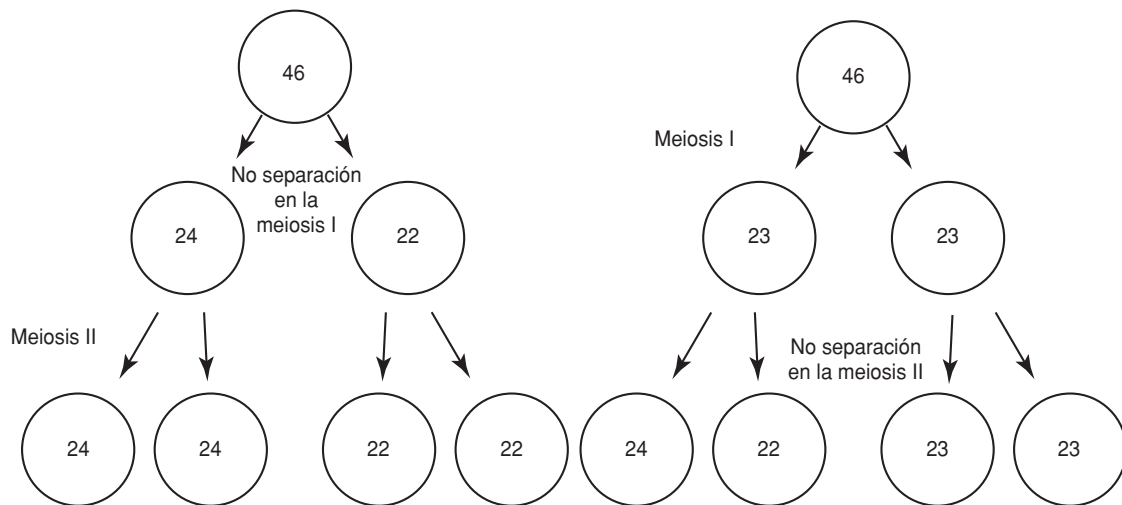 46
46
Meiosis I
No separación
en la
meiosis I
24
22
23
23
Meiosis II
No separación
en la meiosis II
24
24
22
22
24
22
23
23